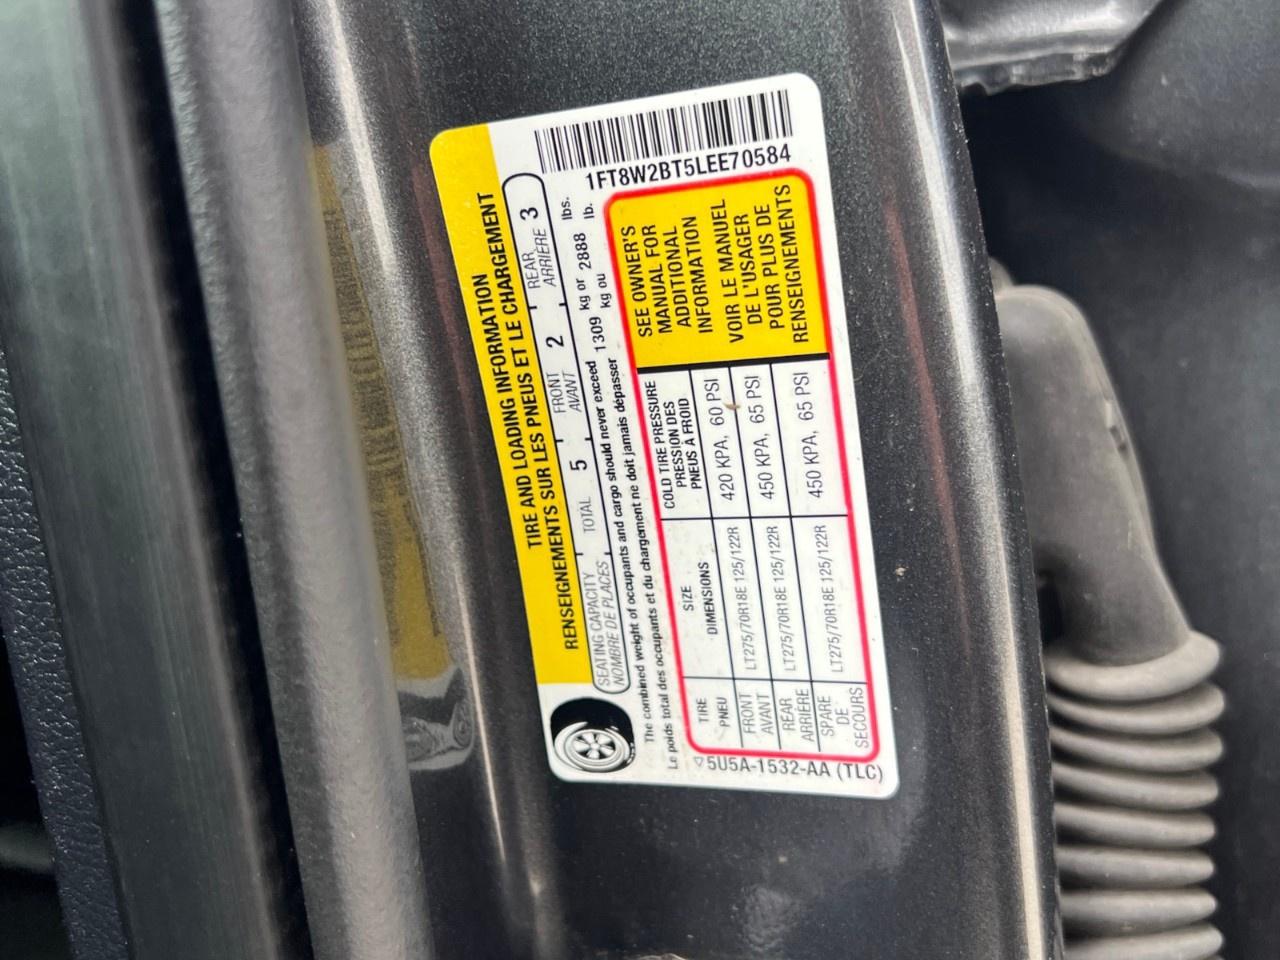 1FT8W2BT5LEE70584
TIRE AND LOADING INFORMATION
RENSEIGNEMENTS SUR LES PNEUS ET LE CHARGEMENT
SEATING CAPACITY TOTAL 5 FRONT 2 REAR 3
NOMBRE DE PLACES AVANT ARRIÈRE
The combined weight of occupants and cargo should never exceed 1309 kg or 2888 lbs.
Le poids total des occupants et du chargement ne doit jamais dépasser kg ou lb.
TIRE SIZE COLD TIRE PRESSURE
PNEU DIMENSIONS PRESSION DES
PNEUS À FROID
FRONT LT275/70R18E 125/122R 420 KPA, 60 PSI
AVANT
REAR LT275/70R18E 125/122R 450 KPA, 65 PSI
ARRIÈRE
SPARE LT275/70R18E 125/122R 450 KPA, 65 PSI
DE
SECOURS
SEE OWNER'S
MANUAL FOR
ADDITIONAL
INFORMATION
VOIR LE MANUEL
DE L'USAGER
POUR PLUS DE
RENSEIGNEMENTS
5U5A-1532-AA (TLC)